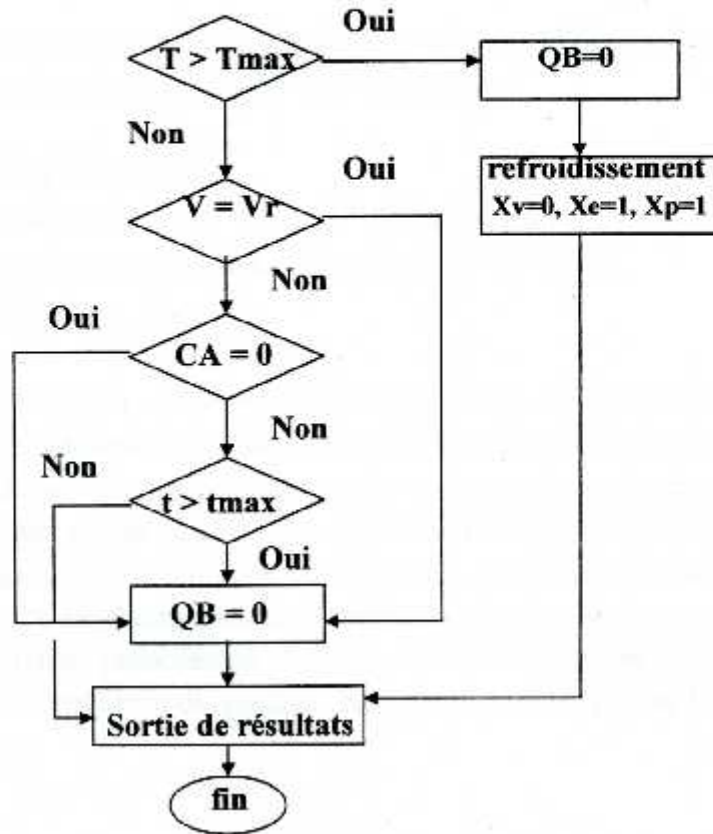 Oui
T > Tmax
QB=0
Non
Oui
refroidissement
Xv=0, Xe=1, Xp=1
V = Vr
Non
Oui
CA = 0
Non
Non
t > tmax
Oui
QB = 0
Sortie de résultats
fin